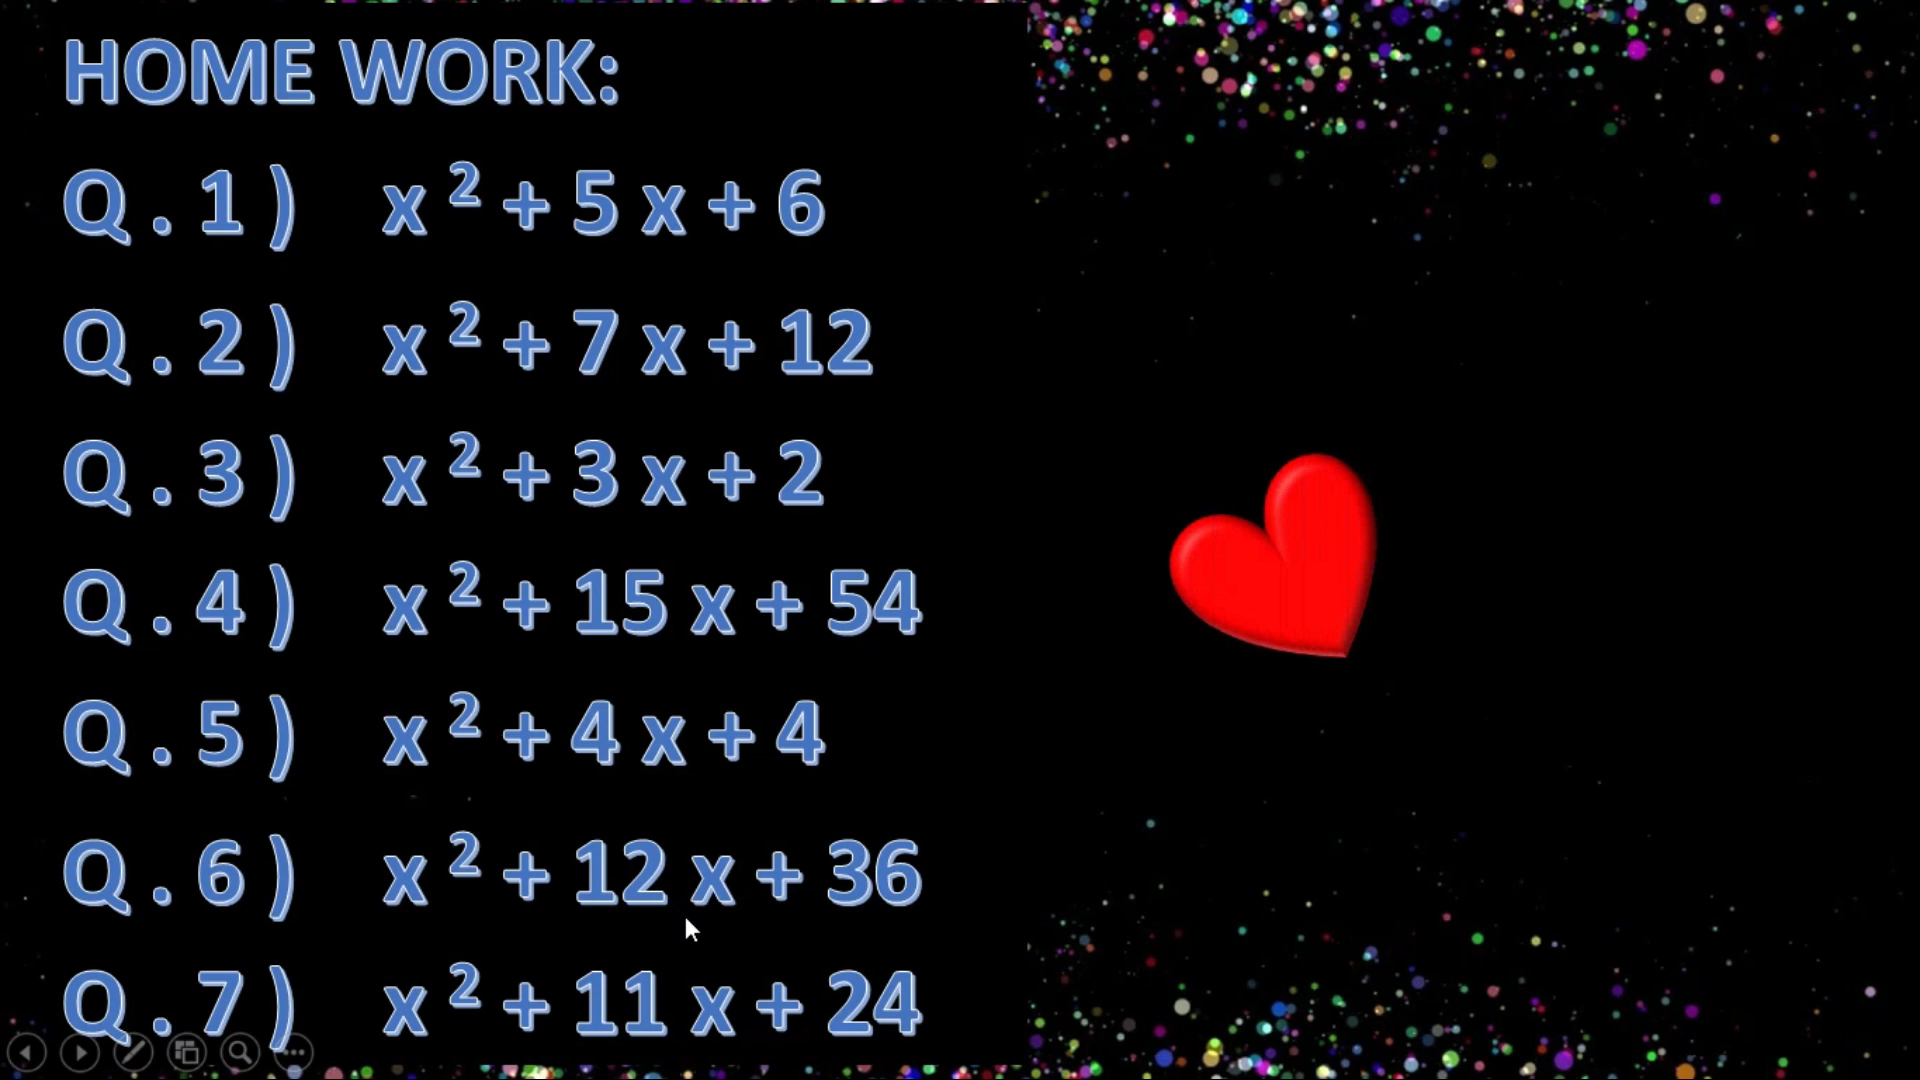 HOME WORK:
Q . 1 ) x ² + 5 x + 6
Q . 2 ) x ² + 7 x + 12
Q . 3 ) x ² + 3 x + 2
Q . 4 ) x ² + 15 x + 54
Q . 5 ) x ² + 4 x + 4
Q . 6 ) x ² + 12 x + 36
Q . 7 ) x ² + 11 x + 24